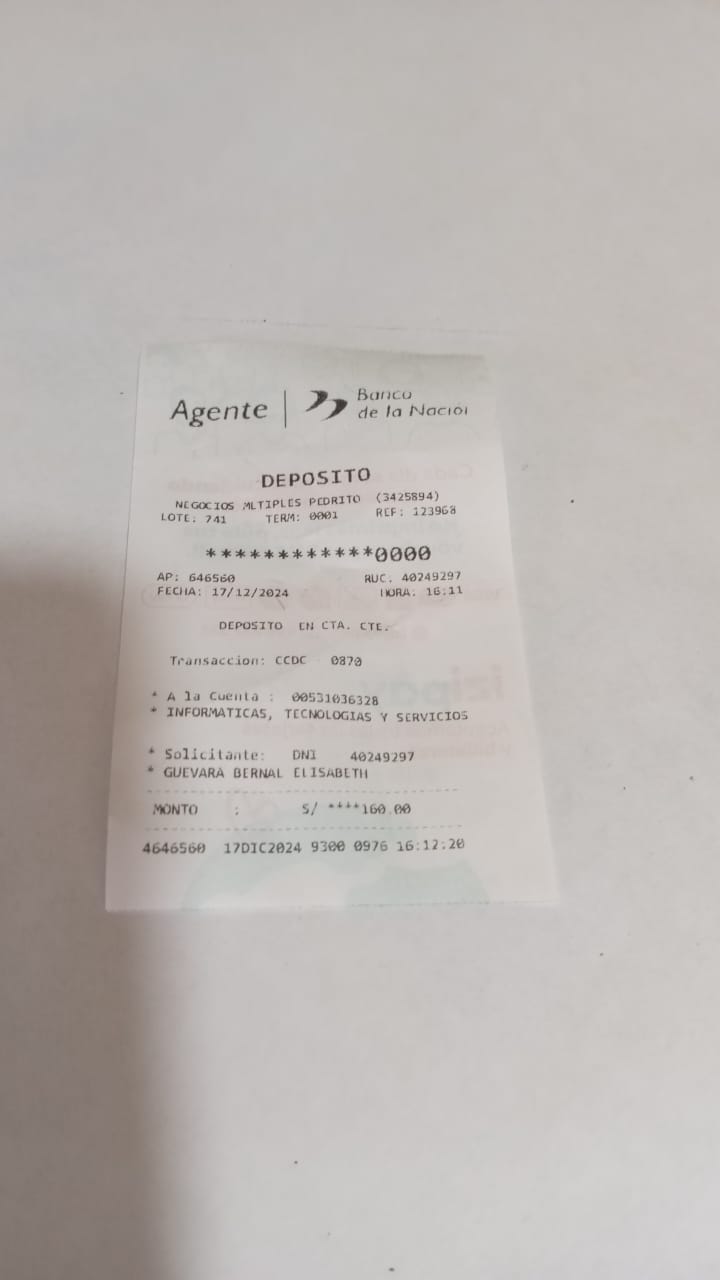 Agente | Banco
de la Nación
DEPOSITO
NEGOCIOS MLTIPLES PEDRITO (3425894)
LOTE: 741 TERM: 0001 REF: 123968
************0000
AP: 646560 RUC. 40249297
FECHA: 17/12/2024 HORA: 16:11
DEPOSITO EN CTA. CTE.
Transaccion: CCDC 0870
* A la Cuenta : 00531036328
* INFORMATICAS, TECNOLOGIAS Y SERVICIOS
* Solicitante: DNI 40249297
* GUEVARA BERNAL ELISABETH
MONTO : S/ ****160.00
4646560 17DIC2024 9300 0976 16:12:20